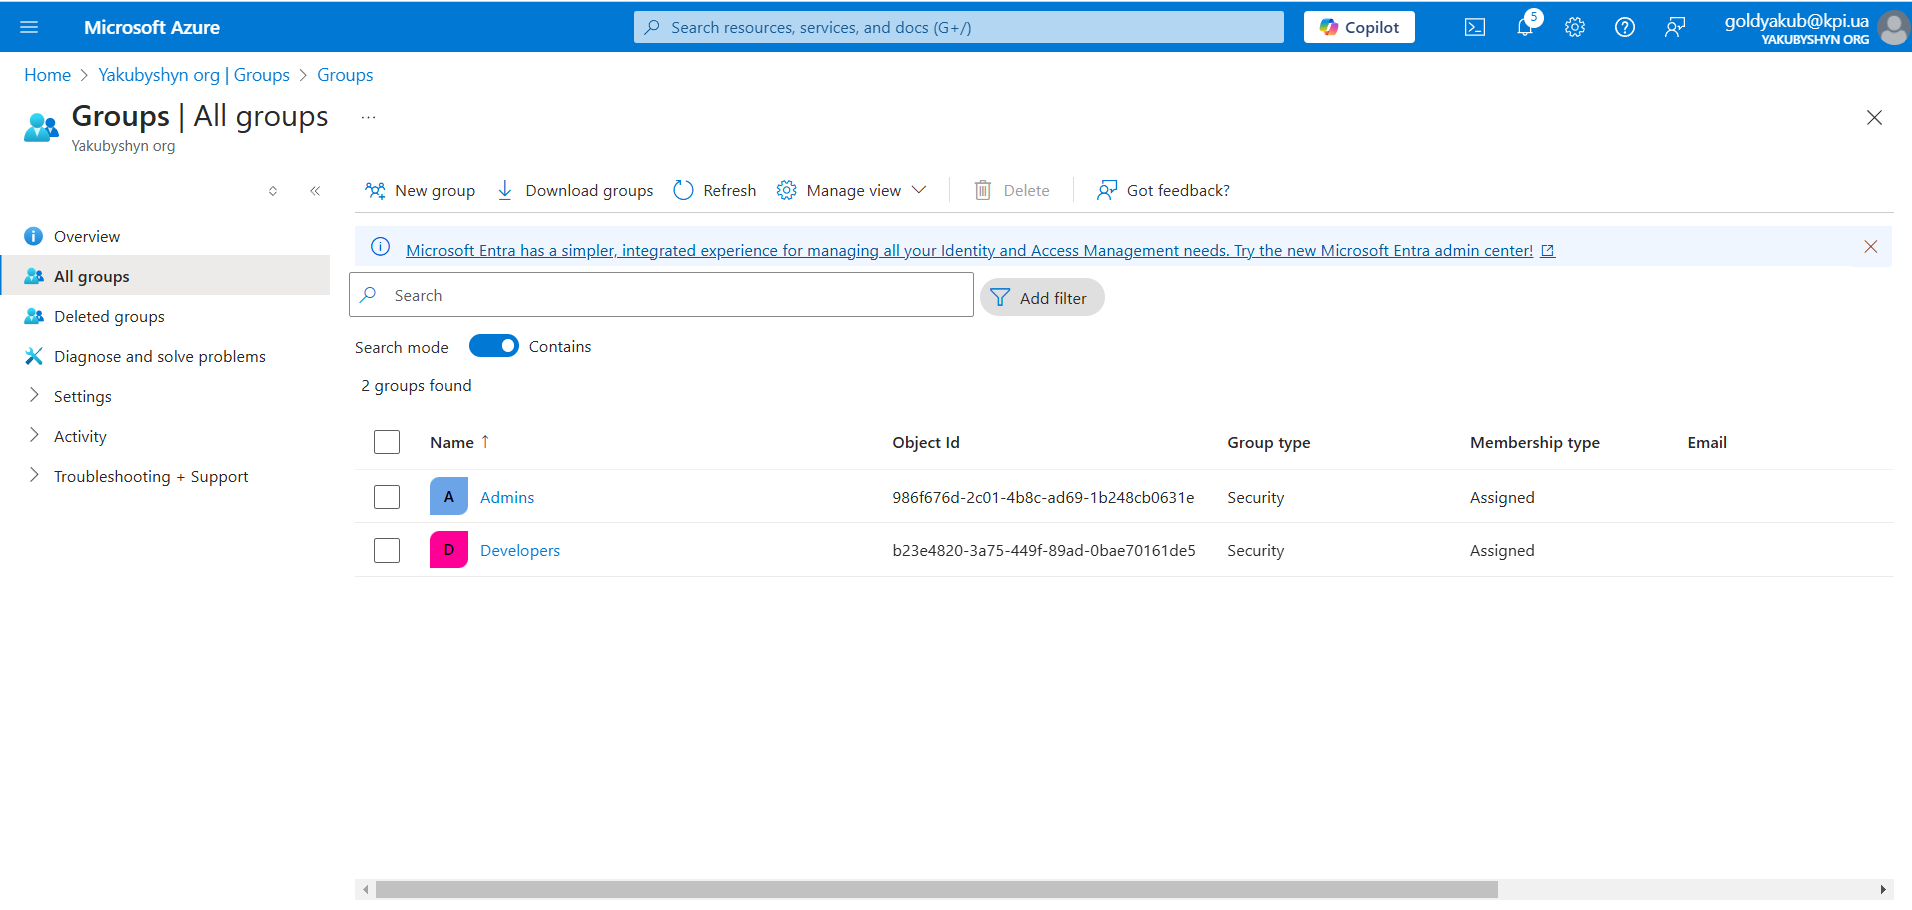 Microsoft Azure
Search resources, services, and docs (G+/)
Copilot
5
goldyakub@kpi.ua
YAKUBYSHYN ORG
Home > Yakubyshyn org | Groups > Groups
Groups | All groups ...
Yakubyshyn org
New group Download groups Refresh Manage view Delete Got feedback?
Overview
All groups
Deleted groups
Diagnose and solve problems
Settings
Activity
Troubleshooting + Support
Microsoft Entra has a simpler, integrated experience for managing all your Identity and Access Management needs. Try the new Microsoft Entra admin center!
Search
Add filter
Search mode Contains
2 groups found
Name ↑ Object Id Group type Membership type Email
A Admins 986f676d-2c01-4b8c-ad69-1b248cb0631e Security Assigned
D Developers b23e4820-3a75-449f-89ad-0bae70161de5 Security Assigned